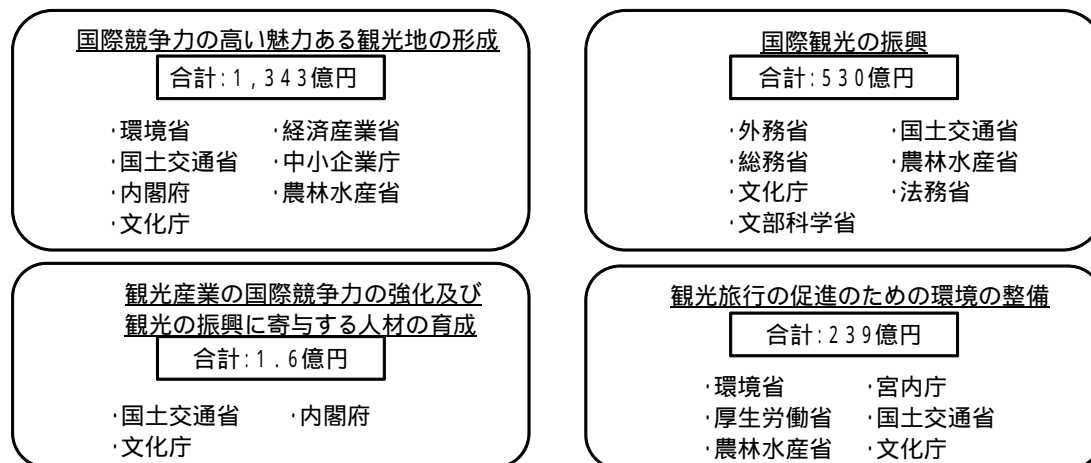 国際競争力の高い魅力ある観光地の形成
合計:1,343億円
・環境省 ・経済産業省
・国土交通省 ・中小企業庁
・内閣府 ・農林水産省
・文化庁
国際観光の振興
合計:530億円
・外務省 ・国土交通省
・総務省 ・農林水産省
・文化庁 ・法務省
・文部科学省
観光産業の国際競争力の強化及び
観光の振興に寄与する人材の育成
合計:1.6億円
・国土交通省 ・内閣府
・文化庁
観光旅行の促進のための環境の整備
合計:239億円
・環境省 ・宮内庁
・厚生労働省 ・国土交通省
・農林水産省 ・文化庁